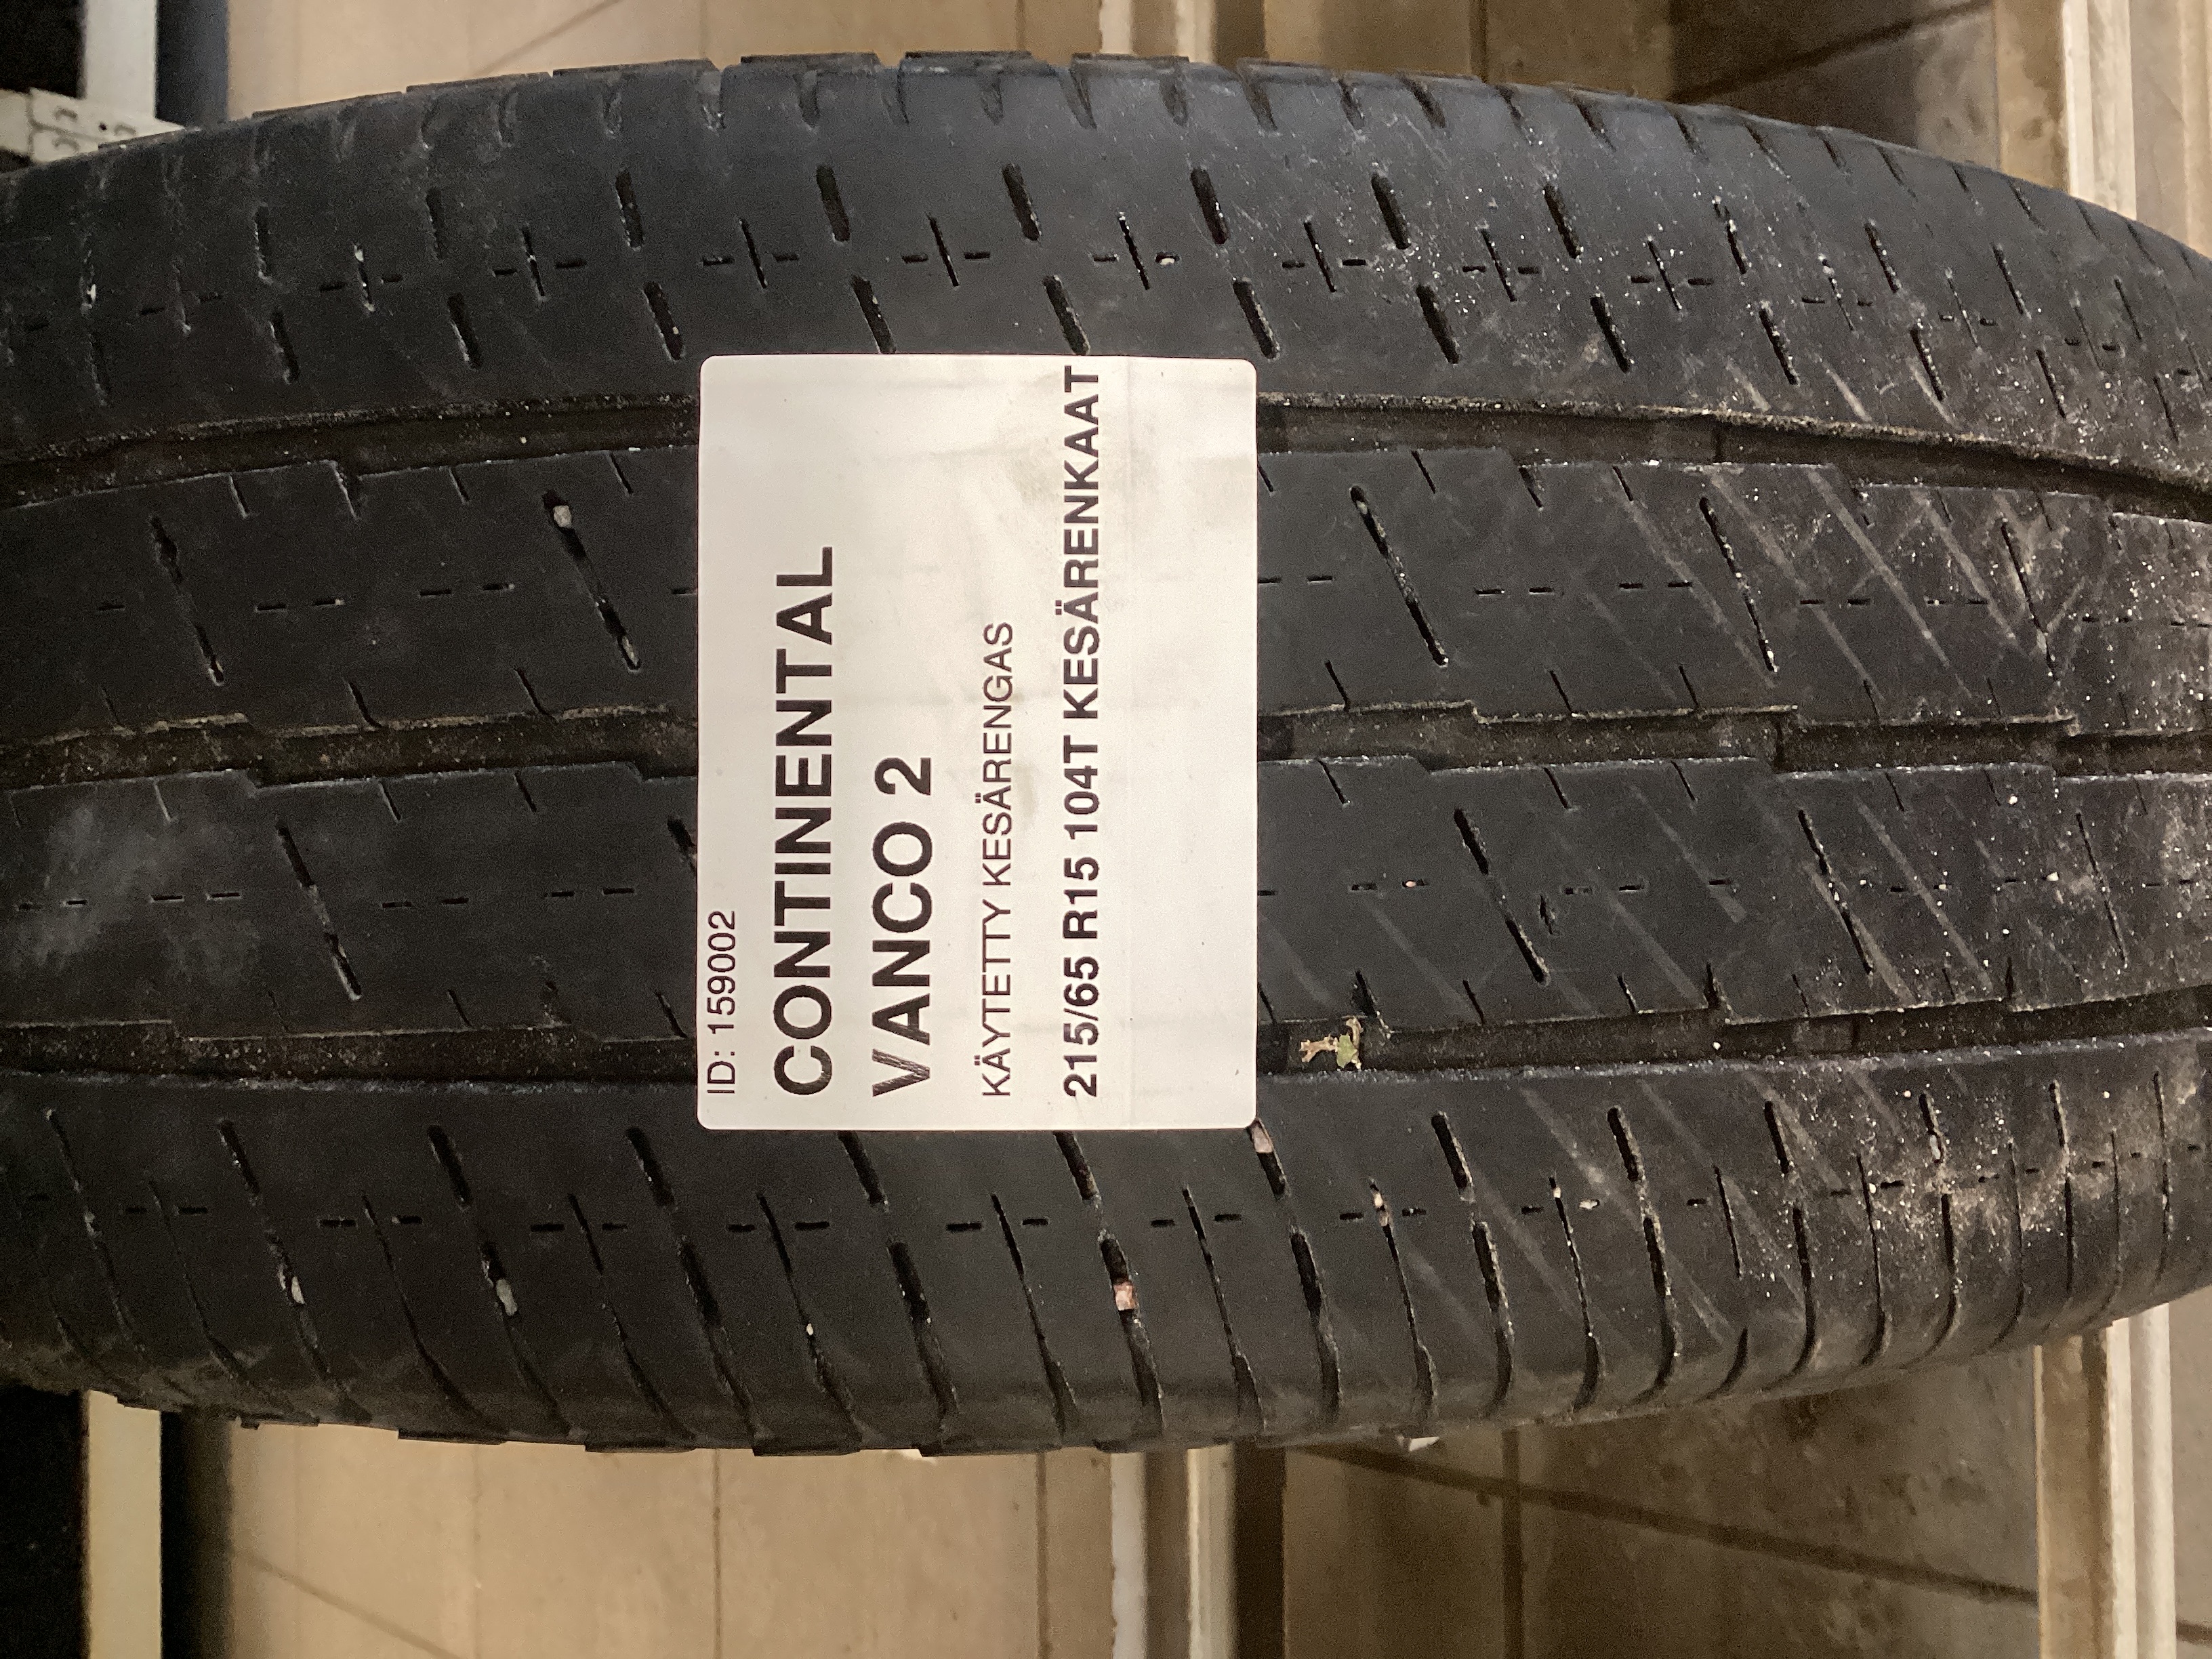 ID: 159002
CONTINENTAL
VANCO 2
KÄYTETTY KESÄRENGAS
215/65 R15 104T KESÄRENKAAT